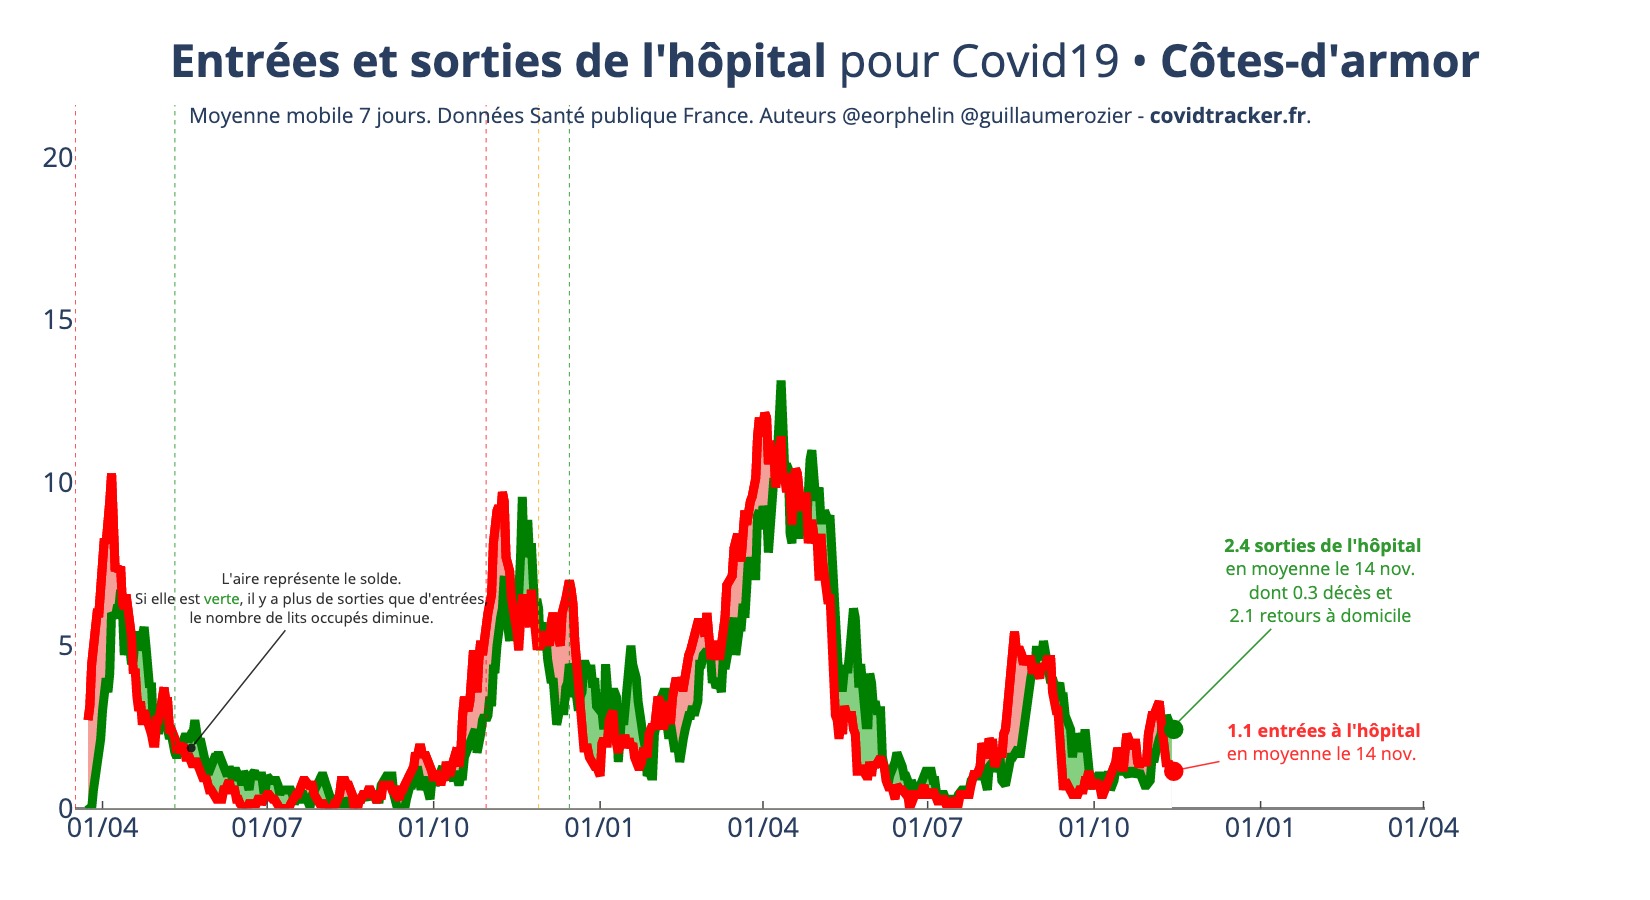 Entrées et sorties de l'hôpital pour Covid19 • Côtes-d'armor
Moyenne mobile 7 jours. Données Santé publique France. Auteurs @eorphelin @guillaumerozier - covidtracker.fr.
20
15
10
5
0
L'aire représente le solde.
Si elle est verte, il y a plus de sorties que d'entrées,
le nombre de lits occupés diminue.
2.4 sorties de l'hôpital
en moyenne le 14 nov.
dont 0.3 décès et
2.1 retours à domicile
1.1 entrées à l'hôpital
en moyenne le 14 nov.
01/04 01/07 01/10 01/01 01/04 01/07 01/10 01/01 01/04